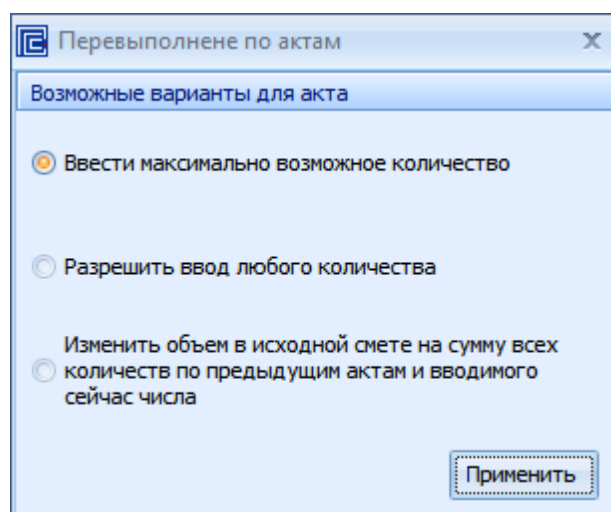 Перевыполнене по актам
Возможные варианты для акта
Ввести максимально возможное количество
Разрешить ввод любого количества
Изменить объем в исходной смете на сумму всех
количеств по предыдущим актам и вводимого
сейчас числа
Применить